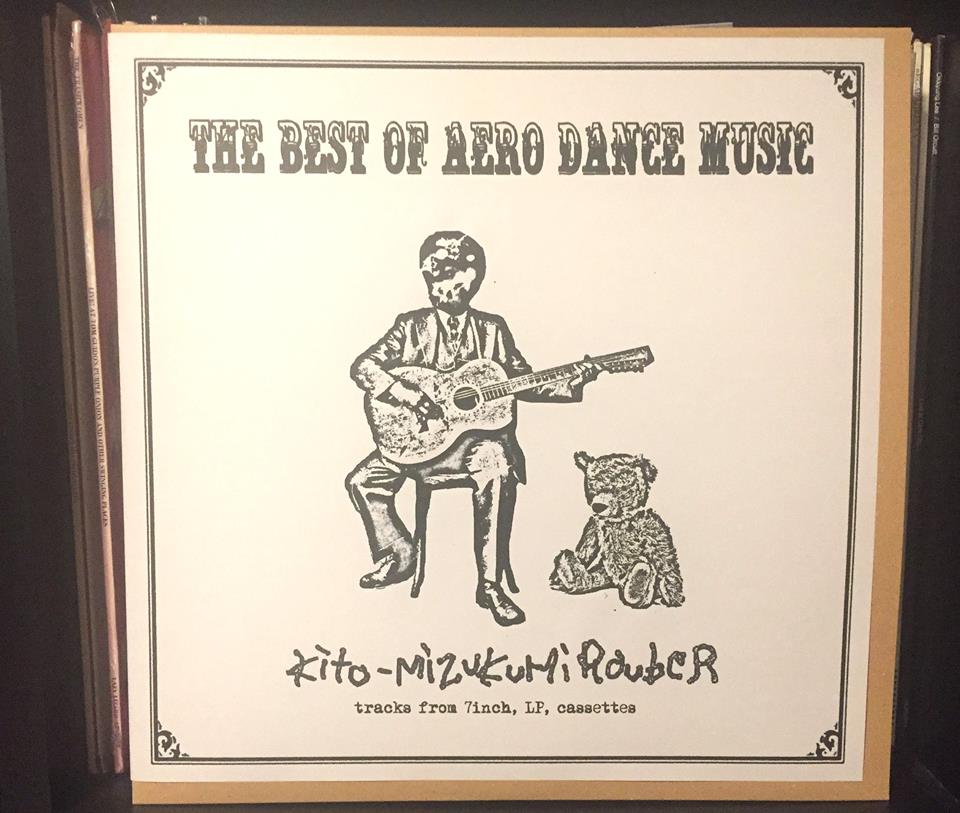 THE BEST OF AERO DANCE MUSIC
Kito-Mizukumi Rouber
tracks from 7inch, LP, cassettes